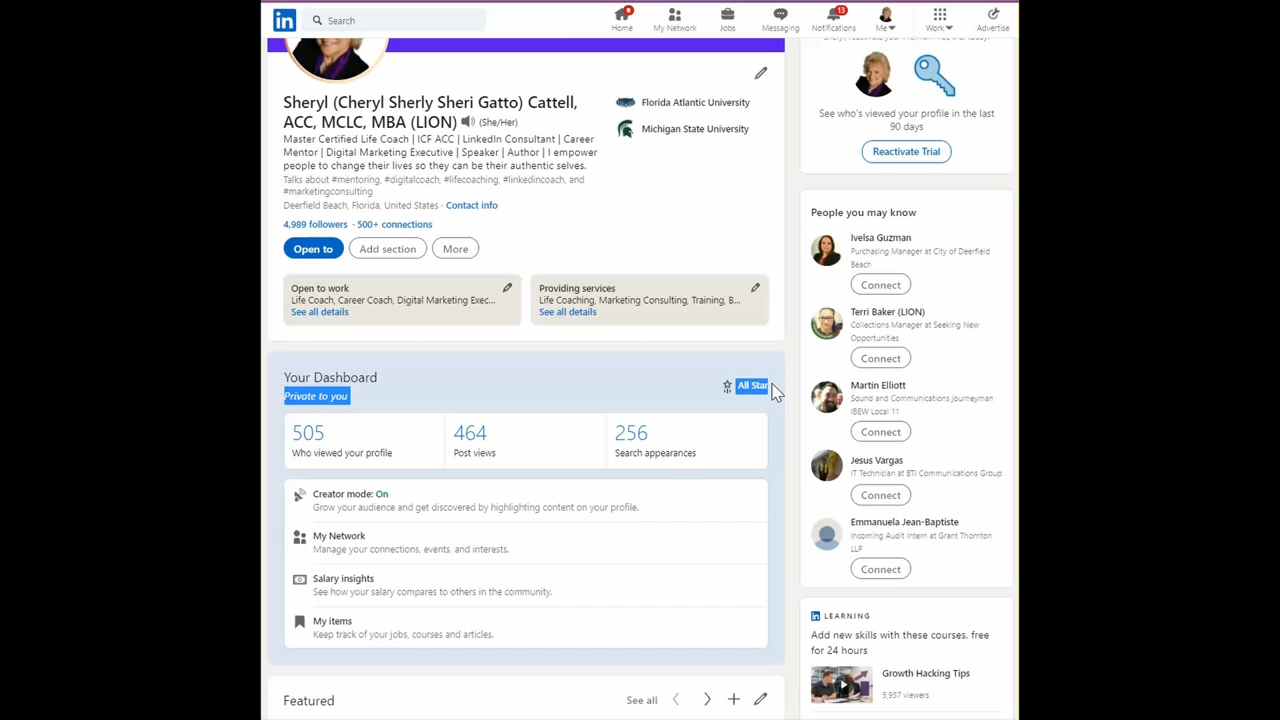 in
Search
8
13
Home
My Network
Jobs
Messaging
Notifications
Me
Work
Advertise
Sheryl (Cheryl Sherly Sheri Gatto) Cattell,
ACC, MCLC, MBA (LION) (She/Her)
Master Certified Life Coach | ICF ACC | LinkedIn Consultant | Career
Mentor | Digital Marketing Executive | Speaker | Author | I empower
people to change their lives so they can be their authentic selves.
Talks about #mentoring, #digitalcoach, #lifecoaching, #linkedincoach, and
#marketingconsulting
Deerfield Beach, Florida, United States · Contact info
4,989 followers · 500+ connections
Open to
Add section
More
Florida Atlantic University
Michigan State University
Open to work
Life Coach, Career Coach, Digital Marketing Exec...
See all details
Providing services
Life Coaching, Marketing Consulting, Training, B...
See all details
Your Dashboard
Private to you
All Star
505
Who viewed your profile
464
Post views
256
Search appearances
Creator mode: On
Grow your audience and get discovered by highlighting content on your profile.
My Network
Manage your connections, events, and interests.
Salary insights
See how your salary compares to others in the community.
My items
Keep track of your jobs, courses and articles.
Featured
See all
See who's viewed your profile in the last
90 days
Reactivate Trial
People you may know
Ivelsa Guzman
Purchasing Manager at City of Deerfield
Beach
Connect
Terri Baker (LION)
Collections Manager at Seeking New
Opportunities
Connect
Martin Elliott
Sound and Communications journeyman
IBEW Local 11
Connect
Jesus Vargas
IT Technician at BTI Communications Group
Connect
Emmanuela Jean-Baptiste
Incoming Audit Intern at Grant Thornton
LLP
Connect
in LEARNING
Add new skills with these courses, free
for 24 hours
Growth Hacking Tips
5,937 viewers